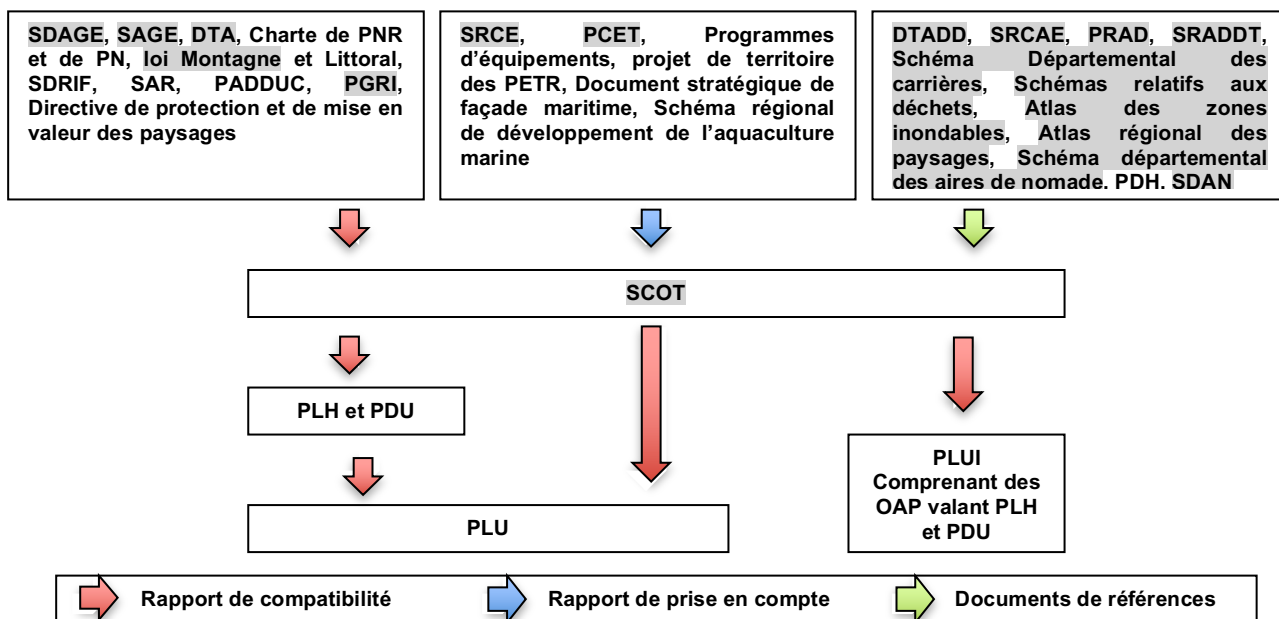 SDAGE, SAGE, DTA, Charte de PNR
et de PN, loi Montagne et Littoral,
SDRIF, SAR, PADDUC, PGRI,
Directive de protection et de mise en
valeur des paysages
SRCE, PCET, Programmes
d'équipements, projet de territoire
des PETR, Document stratégique de
façade maritime, Schéma régional
de développement de l'aquaculture
marine
DTADD, SRCAE, PRAD, SRADDT,
Schéma Départemental des
carrières, Schémas relatifs aux
déchets, Atlas des zones
inondables, Atlas régional des
paysages, Schéma départemental
des aires de nomade. PDH. SDAN
SCOT
PLH et PDU
PLU
PLUI
Comprenant des
OAP valant PLH
et PDU
Rapport de compatibilité
Rapport de prise en compte
Documents de références